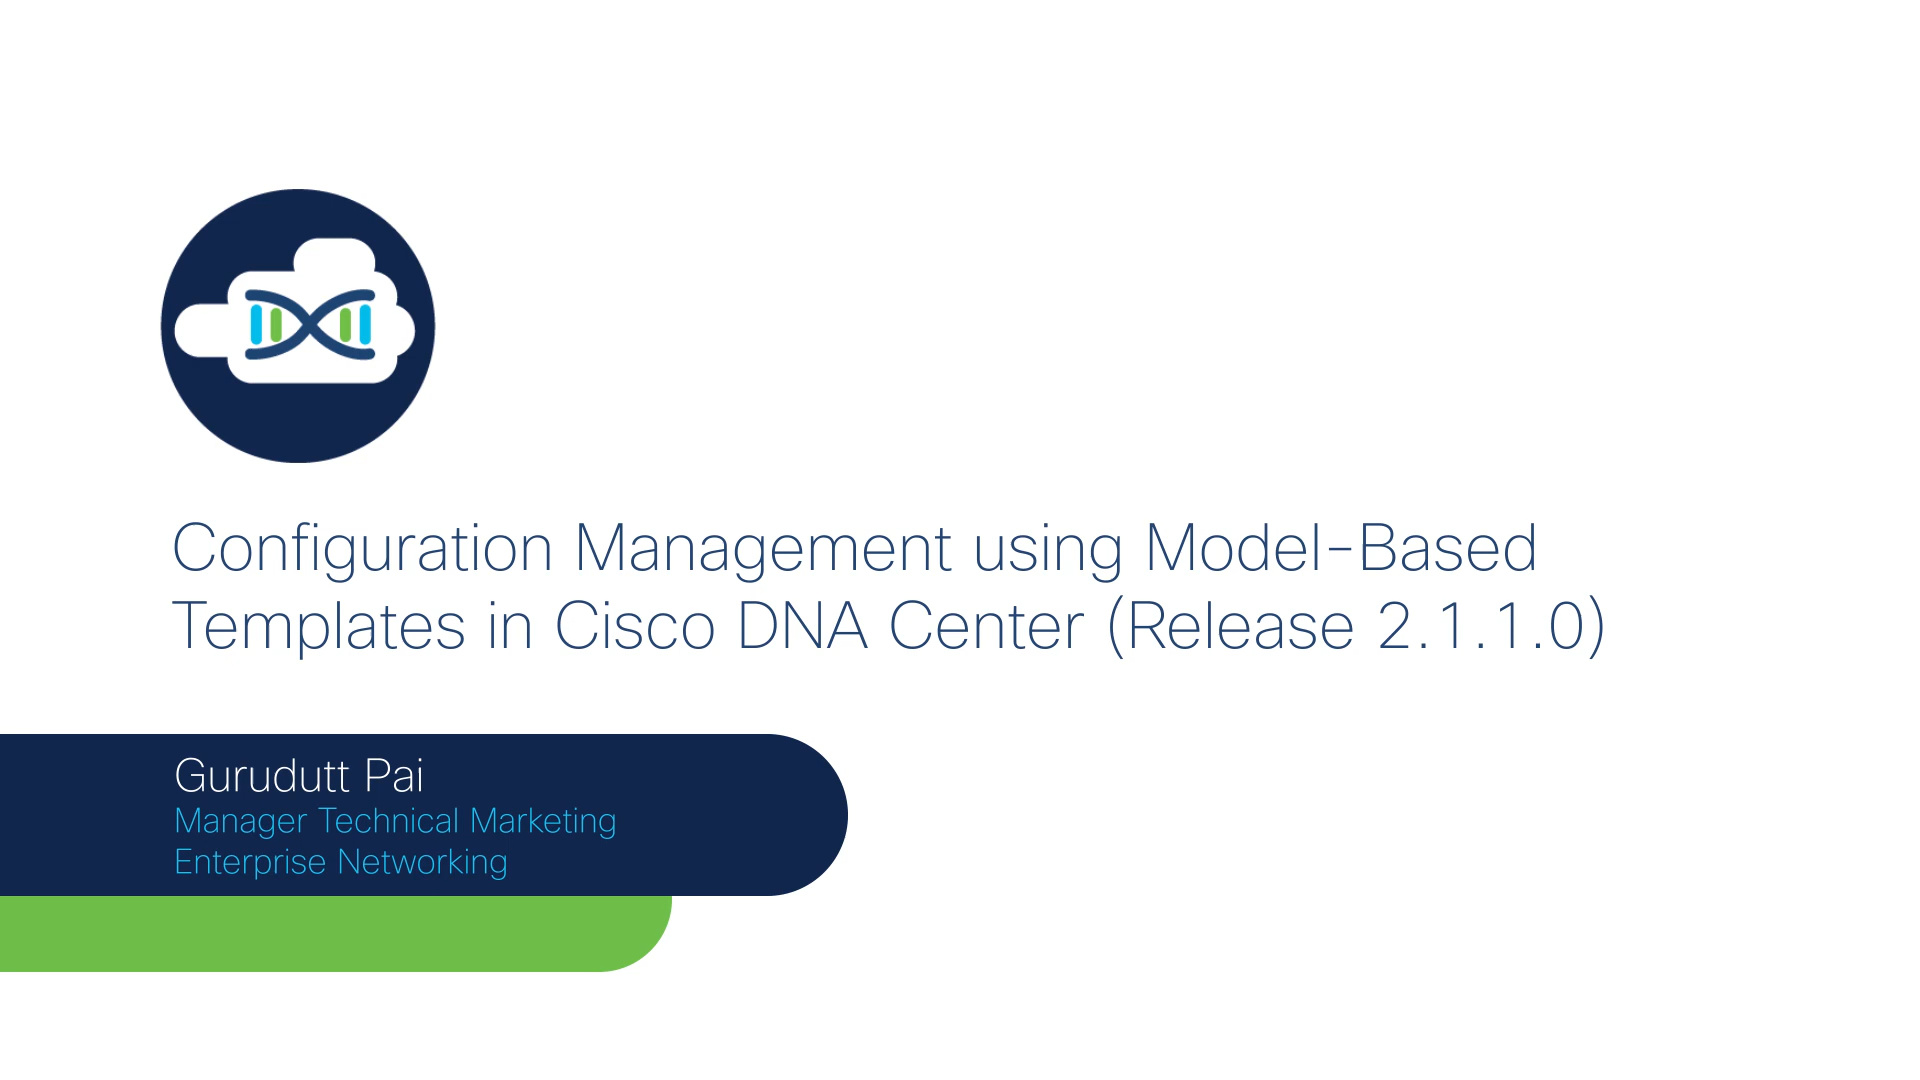 Configuration Management using Model-Based
Templates in Cisco DNA Center (Release 2.1.1.0)
Gurudutt Pai
Manager Technical Marketing
Enterprise Networking